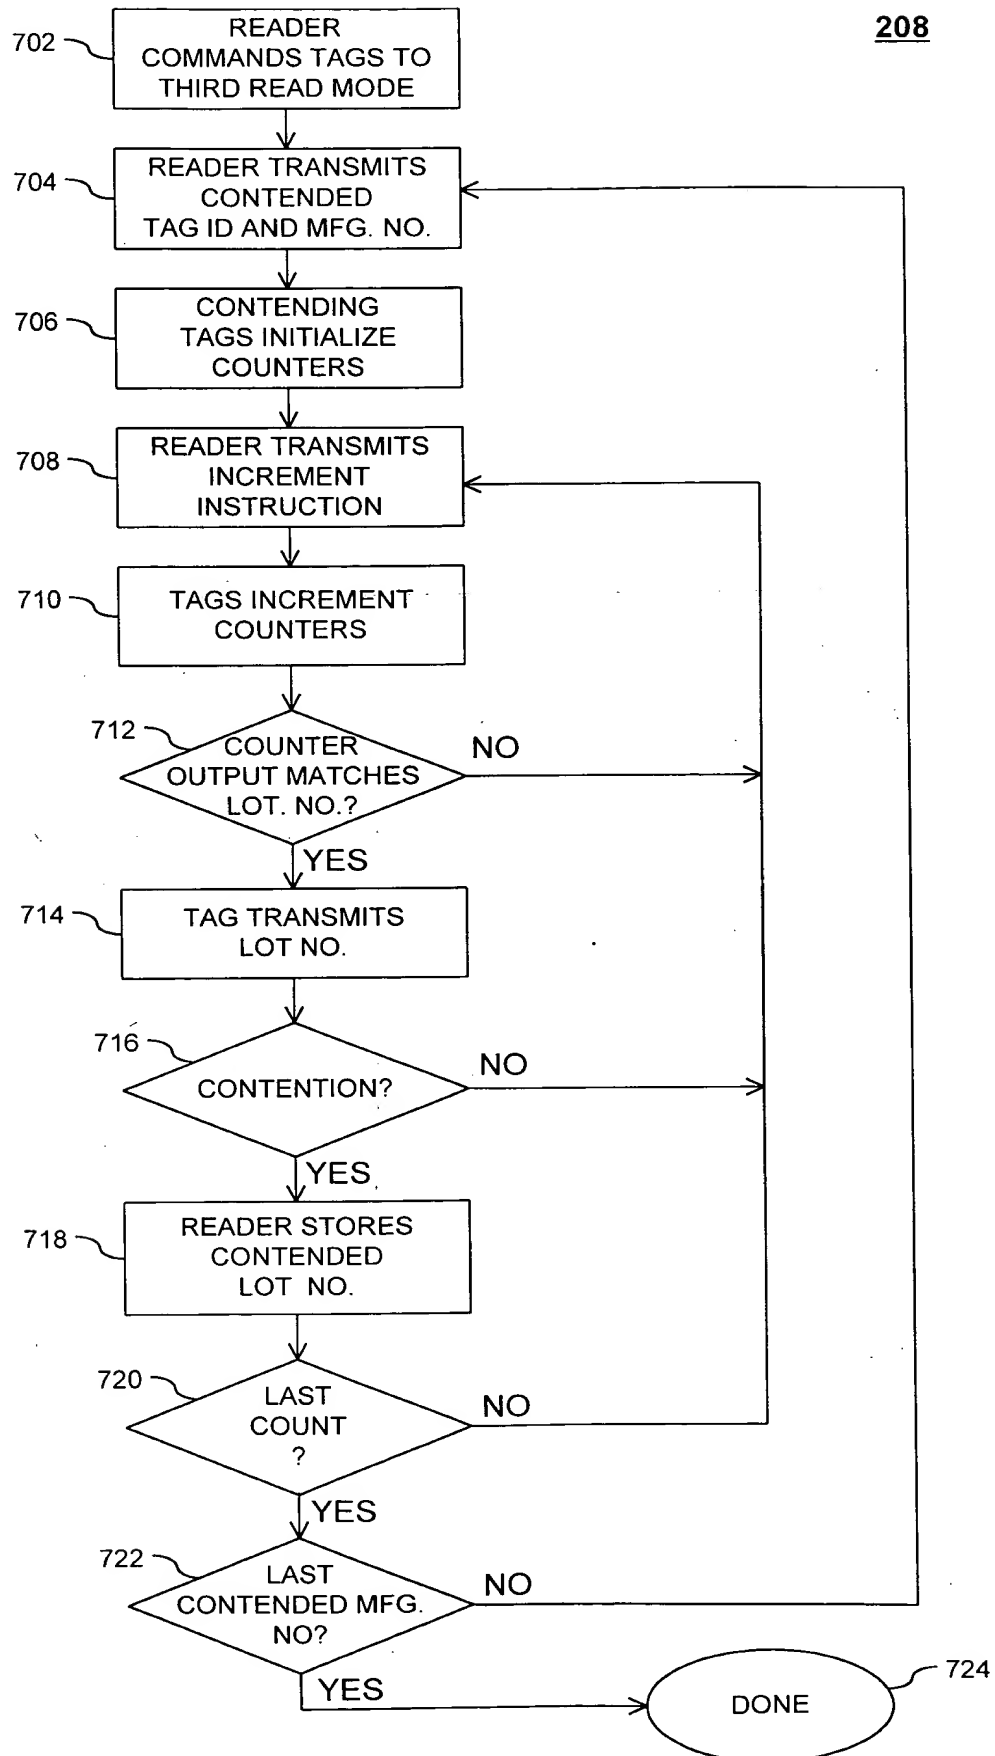 208
702
READER
COMMANDS TAGS TO
THIRD READ MODE
704
READER TRANSMITS
CONTENDED
TAG ID AND MFG. NO.
706
CONTENDING
TAGS INITIALIZE
COUNTERS
708
READER TRANSMITS
INCREMENT
INSTRUCTION
710
TAGS INCREMENT
COUNTERS
712
COUNTER
OUTPUT MATCHES
LOT. NO.?
NO
YES
714
TAG TRANSMITS
LOT NO.
716
CONTENTION?
NO
YES
718
READER STORES
CONTENDED
LOT NO.
720
LAST
COUNT
?
NO
YES
722
LAST
CONTENDED MFG.
NO?
NO
YES
724
DONE